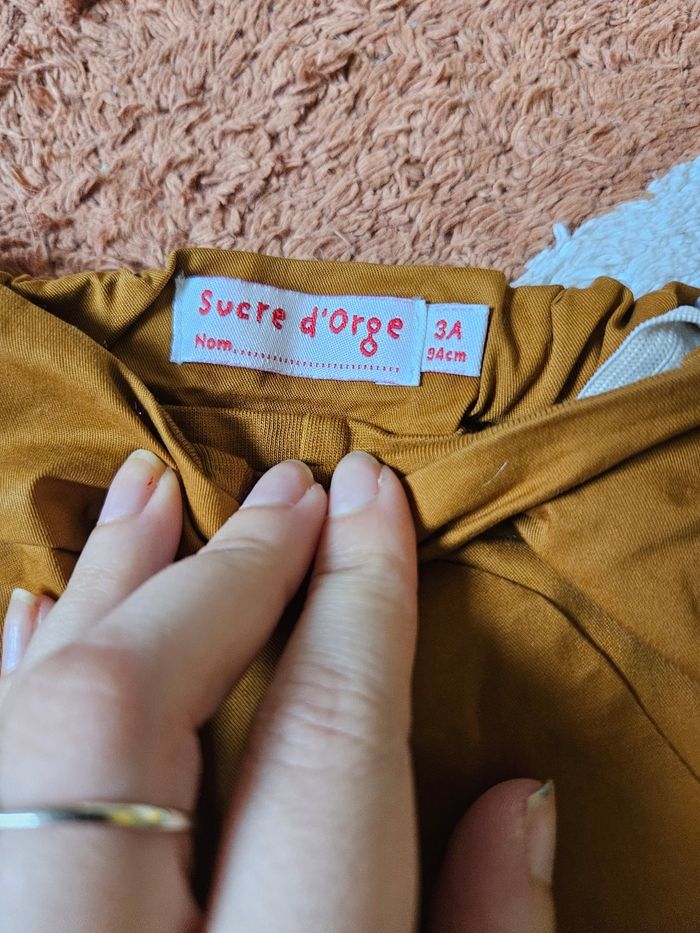 Sucre d'Orge
Nom..............................
3A
94cm